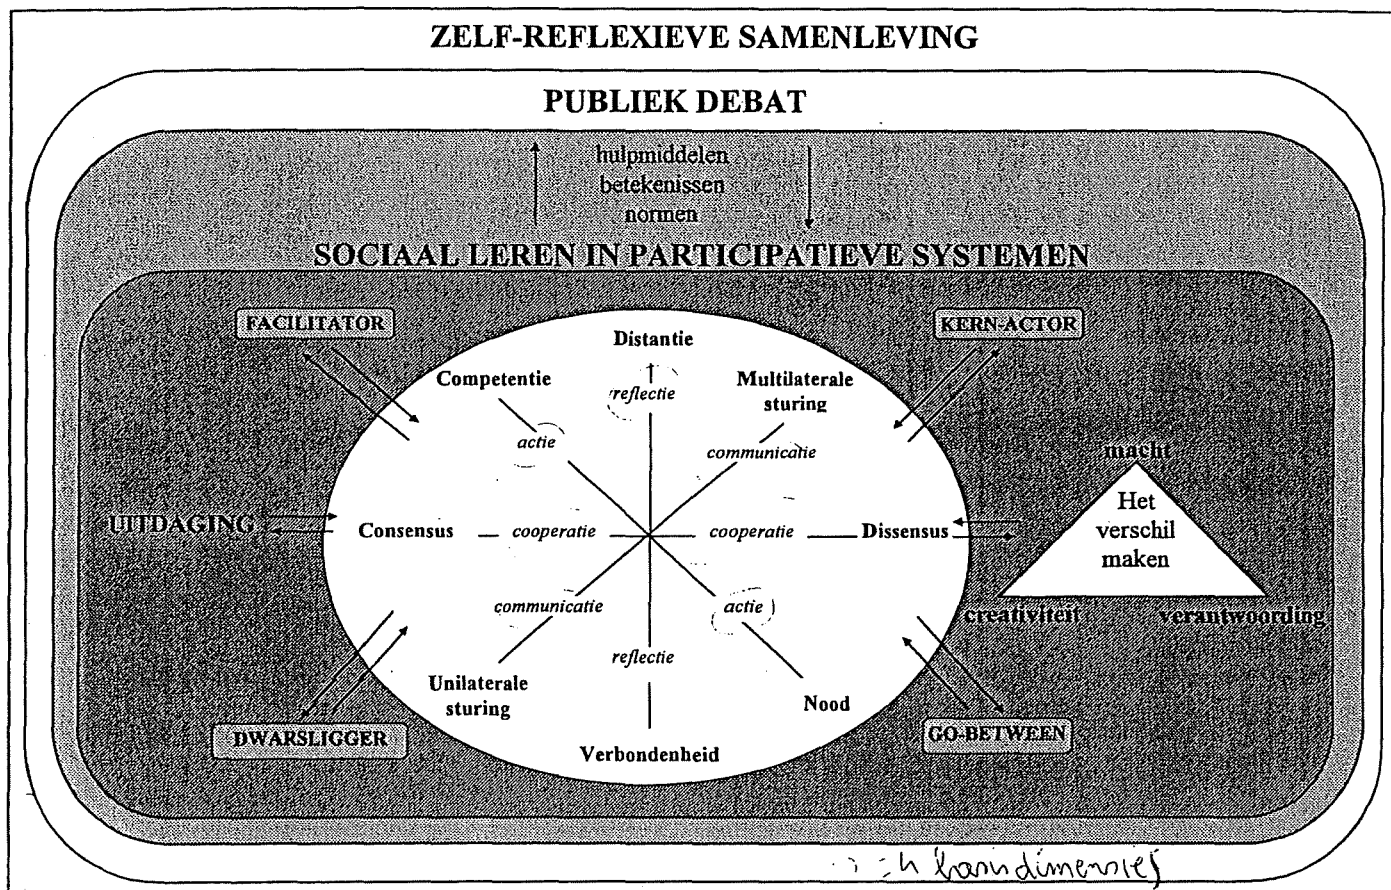 ZELF-REFLEXIEVE SAMENLEVING
PUBLIEK DEBAT
hulpmiddelen
betekenissen
normen
SOCIAAL LEREN IN PARTICIPATIEVE SYSTEMEN
FACILITATOR
KERN-ACTOR
Distantie
Competentie
reflectie
Multilaterale
sturing
actie
communicatie
macht
Het
verschil
maken
UITDAGING
Consensus
cooperatie
cooperatie
Dissensus
communicatie
actie
creativiteit
verantwoording
reflectie
Unilaterale
sturing
Nood
DWARSLIGGER
GO-BETWEEN
Verbondenheid
basisdimensies